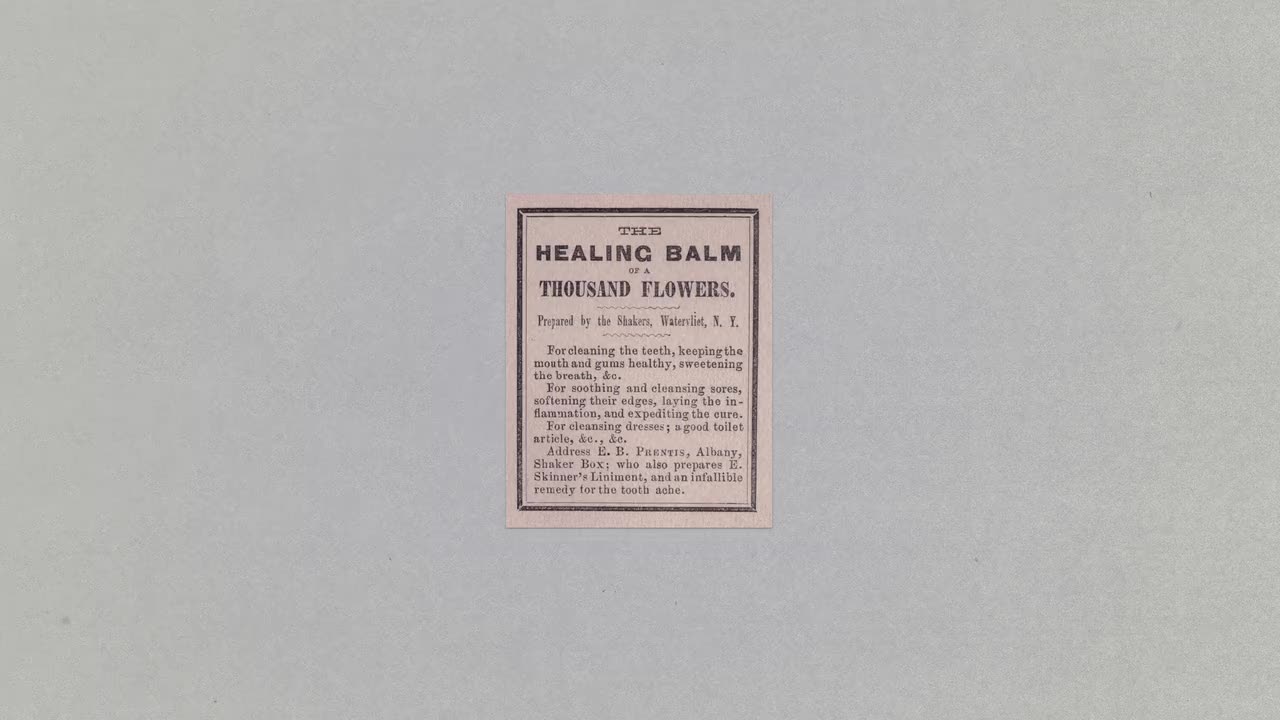 THE
HEALING BALM
OF A
THOUSAND FLOWERS.
Prepared by the Shakers, Watervliet, N. Y.
For cleaning the teeth, keeping the
mouth and gums healthy, sweetening
the breath, &c.
For soothing and cleansing sores,
softening their edges, laying the in-
flammation, and expediting the cure.
For cleansing dresses; a good toilet
article, &c., &c.
Address E. B. PRENTIS, Albany,
Shaker Box; who also prepares E.
Skinner's Liniment, and an infallible
remedy for the tooth ache.